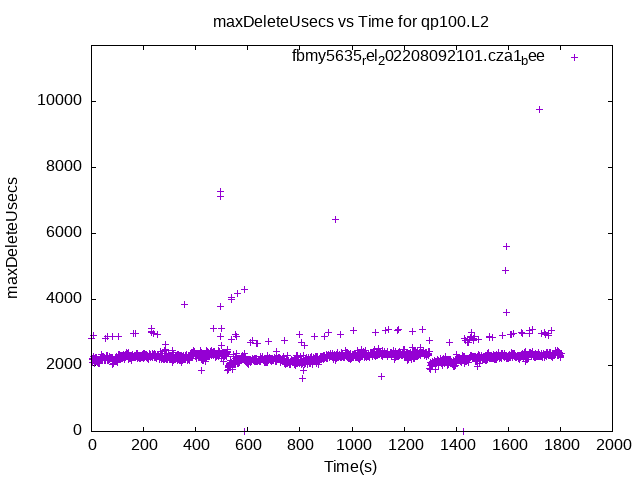 maxDeleteUsecs vs Time for qp100.L2
fbmy5635_rel_202208092101.cza1_bee
10000
8000
6000
4000
2000
0
maxDeleteUsecs
0 200 400 600 800 1000 1200 1400 1600 1800 2000
Time(s)